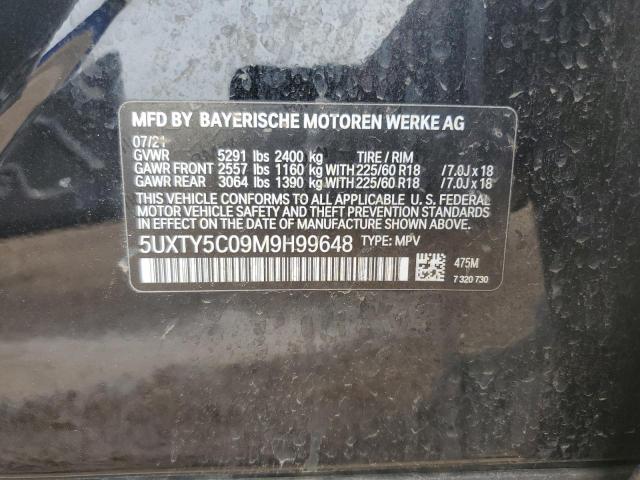 MFD BY BAYERISCHE MOTOREN WERKE AG
07/21
GVWR 5291 lbs 2400 kg TIRE / RIM
GAWR FRONT 2557 lbs 1160 kg WITH 225/60 R18 / 7.0J x 18
GAWR REAR 3064 lbs 1390 kg WITH 225/60 R18 / 7.0J x 18
THIS VEHICLE CONFORMS TO ALL APPLICABLE U. S. FEDERAL
MOTOR VEHICLE SAFETY AND THEFT PREVENTION STANDARDS
IN EFFECT ON THE DATE OF MANUFACTURE SHOWN ABOVE.
5UXTY5C09M9H99648 TYPE: MPV
475M
7 320 730